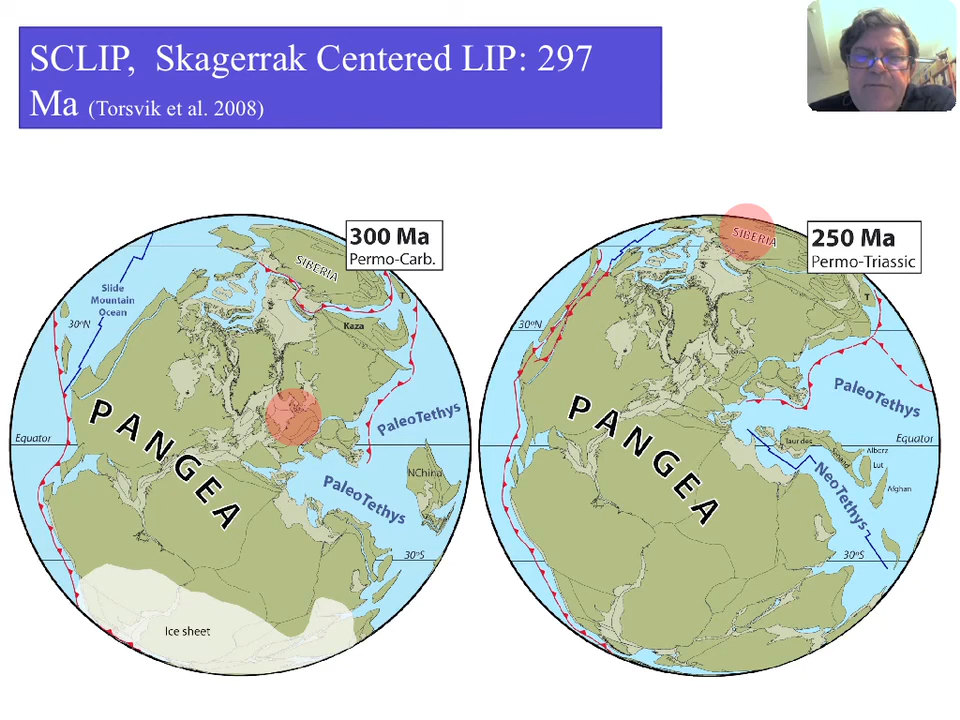 SCLIP, Skagerrak Centered LIP: 297
Ma (Torsvik et al. 2008)
300 Ma
Permo-Carb.
SIBERIA
T
Slide
Mountain
Ocean
30°N
Kaza
PANGEA
PaleoTethys
Equator
NChina
PaleoTethys
30°S
Ice sheet
250 Ma
Permo-Triassic
SIBERIA
T
30°N
PaleoTethys
PANGEA
Equator
Taurides
Alborz
Lut
Afghan
NeoTethys
30°S